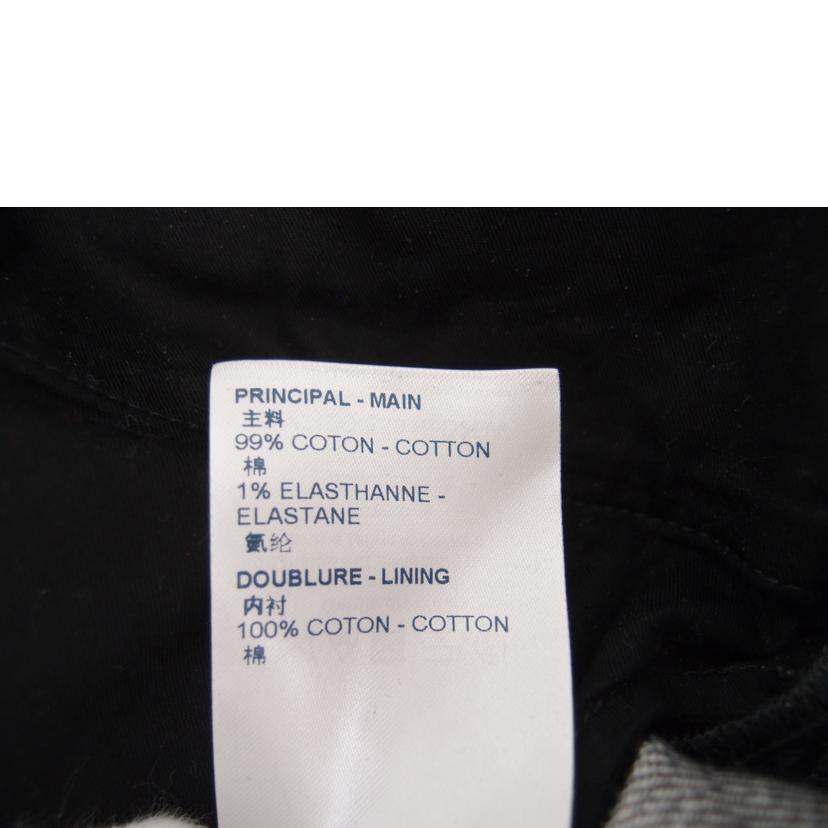 PRINCIPAL - MAIN
主料
99% COTON - COTTON
棉
1% ELASTHANNE -
ELASTANE
氨纶
DOUBLURE - LINING
内衬
100% COTON - COTTON
棉